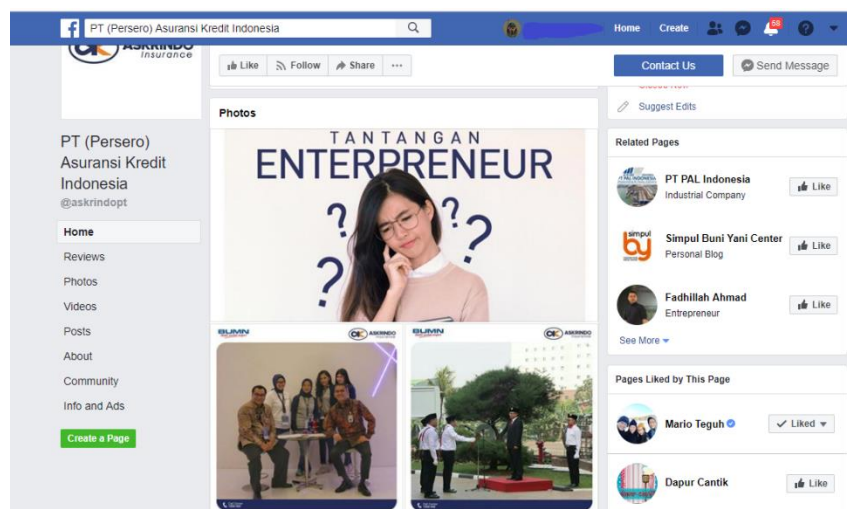 PT (Persero) Asuransi Kredit Indonesia
Home
Create
58
ASKRINDO
Insurance
Like
Follow
Share
Contact Us
Send Message
Suggest Edits
PT (Persero)
Asuransi Kredit
Indonesia
@askrindopt
Home
Reviews
Photos
Videos
Posts
About
Community
Info and Ads
Create a Page
Photos
TANTANGAN
ENTERPRENEUR
? ? ? ? ?
BUMN
ASKRINDO
BUMN
ASKRINDO
Related Pages
PT PAL Indonesia
Industrial Company
Like
simpul
Simpul Buni Yani Center
Personal Blog
Like
Fadhillah Ahmad
Entrepreneur
Like
See More
Pages Liked by This Page
Mario Teguh
Liked
Dapur Cantik
Like